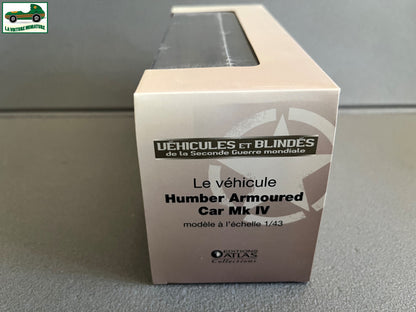 LA VOITURE MINIATURE
VÉHICULES ET BLINDÉS
de la Seconde Guerre mondiale
Le véhicule
Humber Armoured
Car Mk IV
modèle à l'échelle 1/43
EDITIONS
ATLAS
Collections